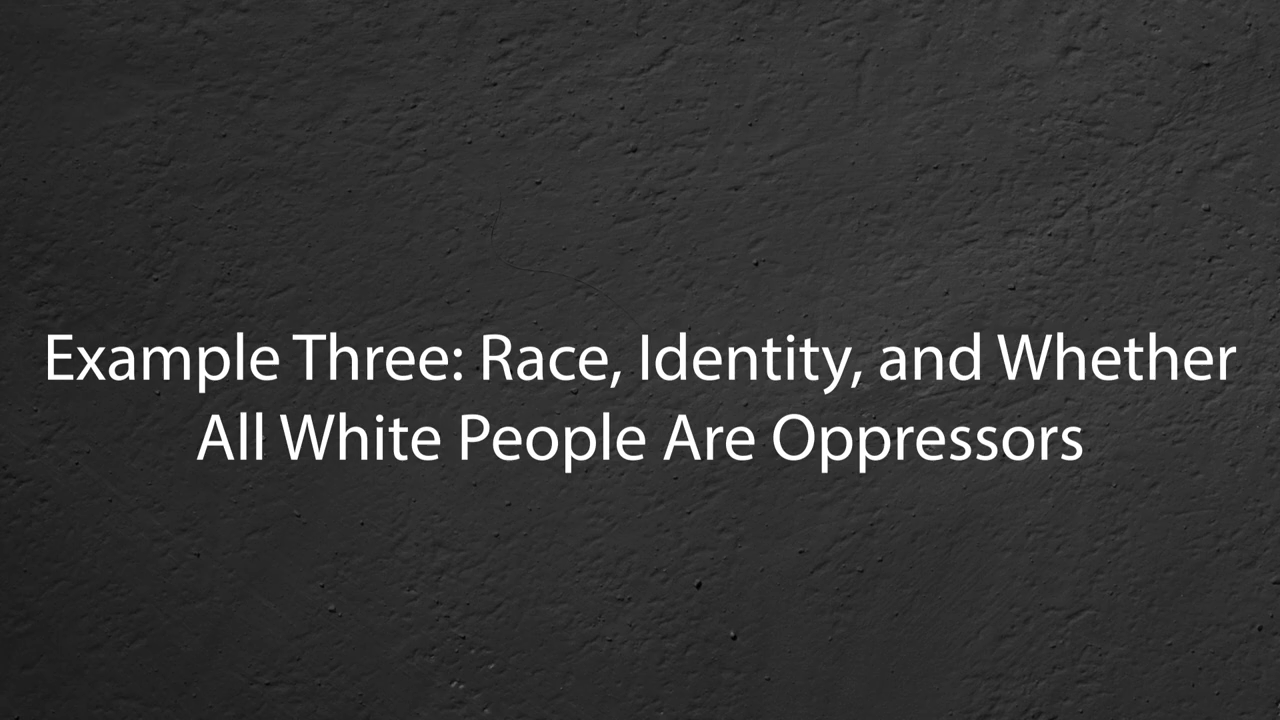 Example Three: Race, Identity, and Whether
All White People Are Oppressors